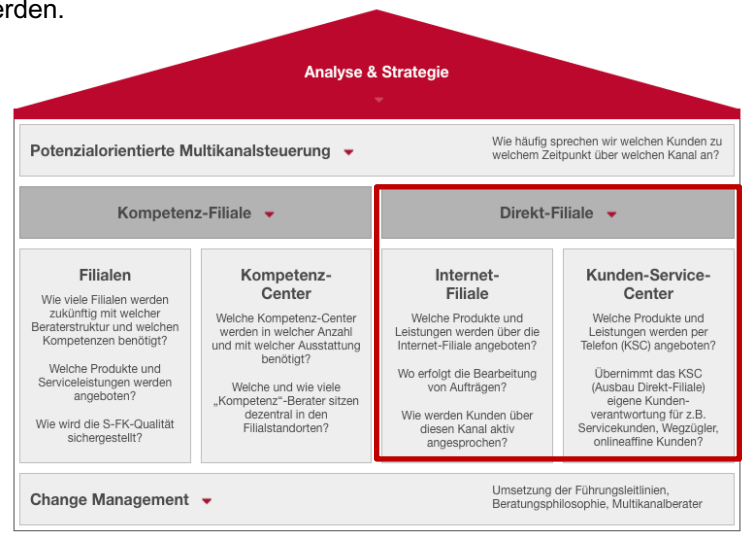 erden.
Analyse & Strategie
Potenzialorientierte Multikanalsteuerung
Wie häufig sprechen wir welchen Kunden zu
welchem Zeitpunkt über welchen Kanal an?
Kompetenz-Filiale
Direkt-Filiale
Filialen
Wie viele Filialen werden
zukünftig mit welcher
Beraterstruktur und welchen
Kompetenzen benötigt?
Welche Produkte und
Serviceleistungen werden
angeboten?
Wie wird die S-FK-Qualität
sichergestellt?
Kompetenz-
Center
Welche Kompetenz-Center
werden in welcher Anzahl
und mit welcher Ausstattung
benötigt?
Welche und wie viele
„Kompetenz“-Berater sitzen
dezentral in den
Filialstandorten?
Internet-
Filiale
Welche Produkte und
Leistungen werden über die
Internet-Filiale angeboten?
Wo erfolgt die Bearbeitung
von Aufträgen?
Wie werden Kunden über
diesen Kanal aktiv
angesprochen?
Kunden-Service-
Center
Welche Produkte und
Leistungen werden per
Telefon (KSC) angeboten?
Übernimmt das KSC
(Ausbau Direkt-Filiale)
eigene Kunden-
verantwortung für z.B.
Servicekunden, Wegzügler,
onlineaffine Kunden?
Change Management
Umsetzung der Führungsleitlinien,
Beratungsphilosophie, Multikanalberater